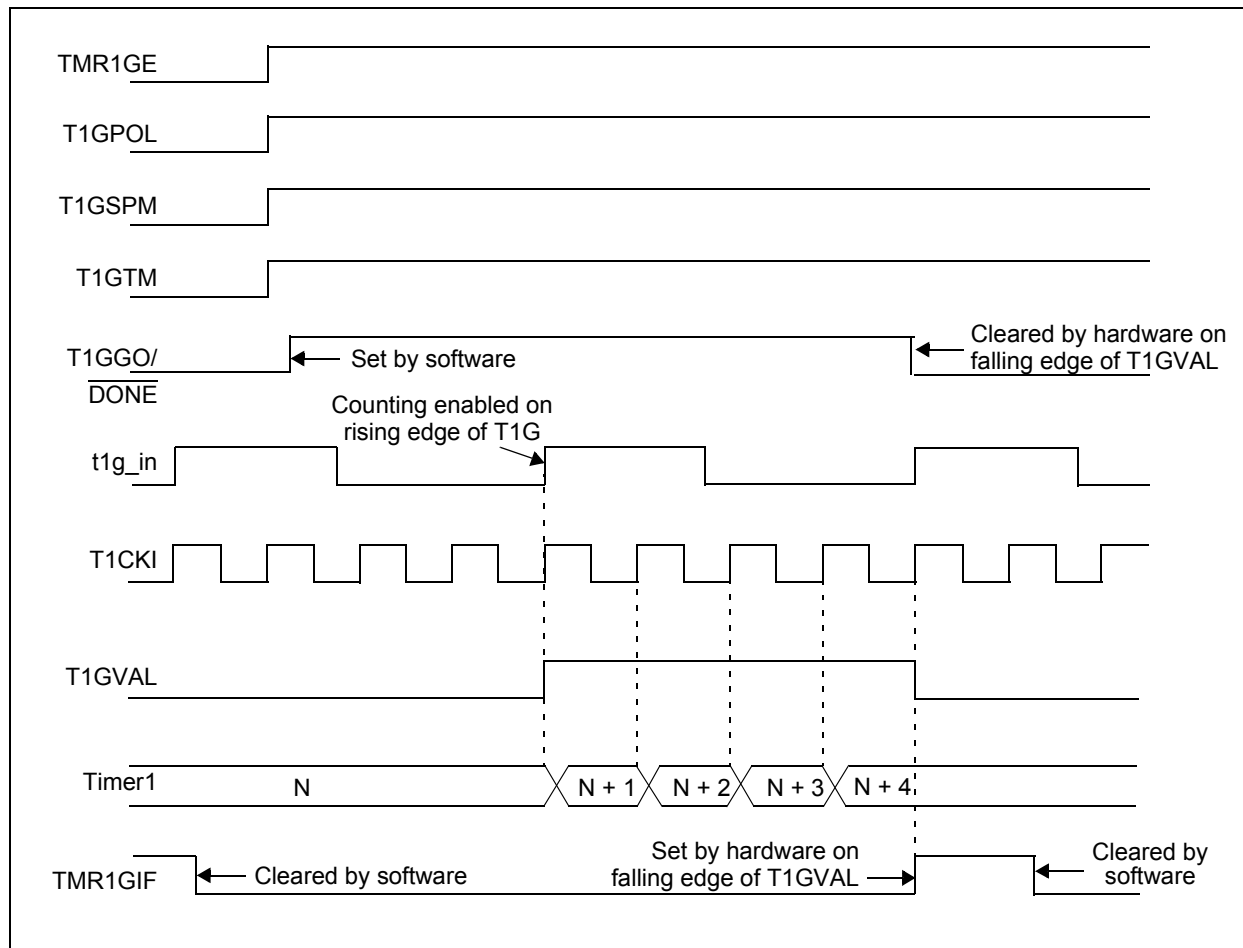 TMR1GE
T1GPOL
T1GSPM
T1GTM
T1GGO/
DONE
Set by software
Cleared by hardware on
falling edge of T1GVAL
Counting enabled on
rising edge of T1G
t1g_in
T1CKI
T1GVAL
Timer1
N
N + 1
N + 2
N + 3
N + 4
TMR1GIF
Cleared by software
Set by hardware on
falling edge of T1GVAL
Cleared by
software